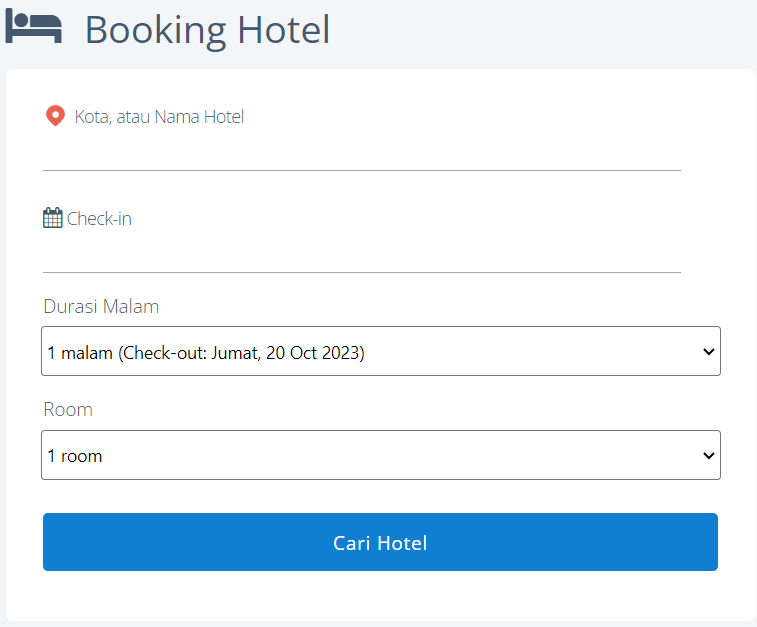 Booking Hotel
Kota, atau Nama Hotel
Check-in
Durasi Malam
1 malam (Check-out: Jumat, 20 Oct 2023)
Room
1 room
Cari Hotel